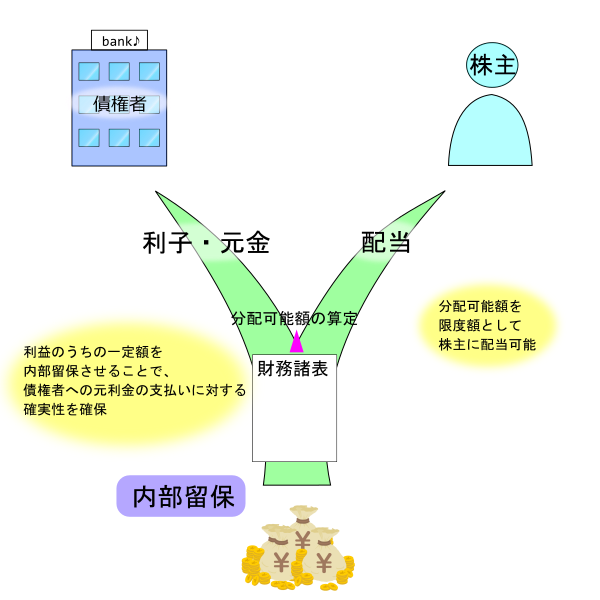 bank♪
債権者
株主
利子・元金
配当
分配可能額の算定
財務諸表
分配可能額を
限度額として
株主に配当可能
利益のうちの一定額を
内部留保させることで、
債権者への元利金の支払いに対する
確実性を確保
内部留保
¥
¥
¥